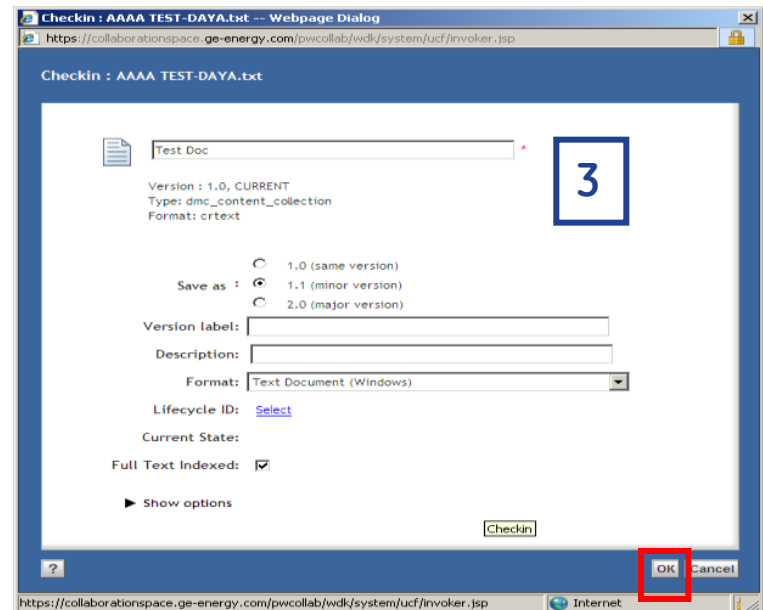 Checkin : AAAA TEST-DAYA.txt -- Webpage Dialog
https://collaborationspace.ge-energy.com/pwcollab/wdk/system/ucf/invoker.jsp
Checkin : AAAA TEST-DAYA.txt
Test Doc *
3
Version : 1.0, CURRENT
Type: dmc_content_collection
Format: crtext
1.0 (same version)
Save as : 1.1 (minor version)
2.0 (major version)
Version label:
Description:
Format: Text Document (Windows)
Lifecycle ID: Select
Current State:
Full Text Indexed:
Show options
Checkin
? OK Cancel
https://collaborationspace.ge-energy.com/pwcollab/wdk/system/ucf/invoker.jsp Internet